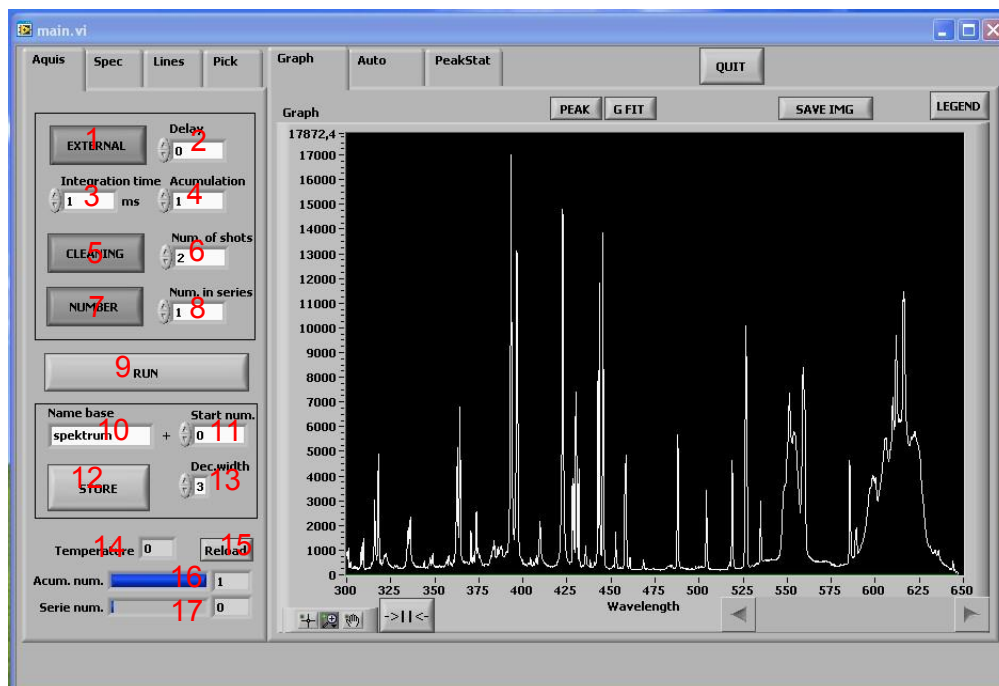 main.vi
Aquis Spec Lines Pick
Graph Auto PeakStat
QUIT
1 EXTERNAL
Delay
2 0
Integration time
3 1 ms
Acumulation
4 1
5 CLEANING
Num. of shots
6 2
7 NUMBER
Num. in series
8 1
9 RUN
Name base
10 spektrum +
Start num.
11 0
12 STORE
Dec.width
13 3
14 Temperature 0
15 Reload
Acum. num. 16 1
Serie num. 17 0
Graph
PEAK G FIT SAVE IMG LEGEND
17872,4
17000
16000
15000
14000
13000
12000
11000
10000
9000
8000
7000
6000
5000
4000
3000
2000
1000
0
300 325 350 375 400 425 450 475 500 525 550 575 600 625 650
Wavelength
->||<-